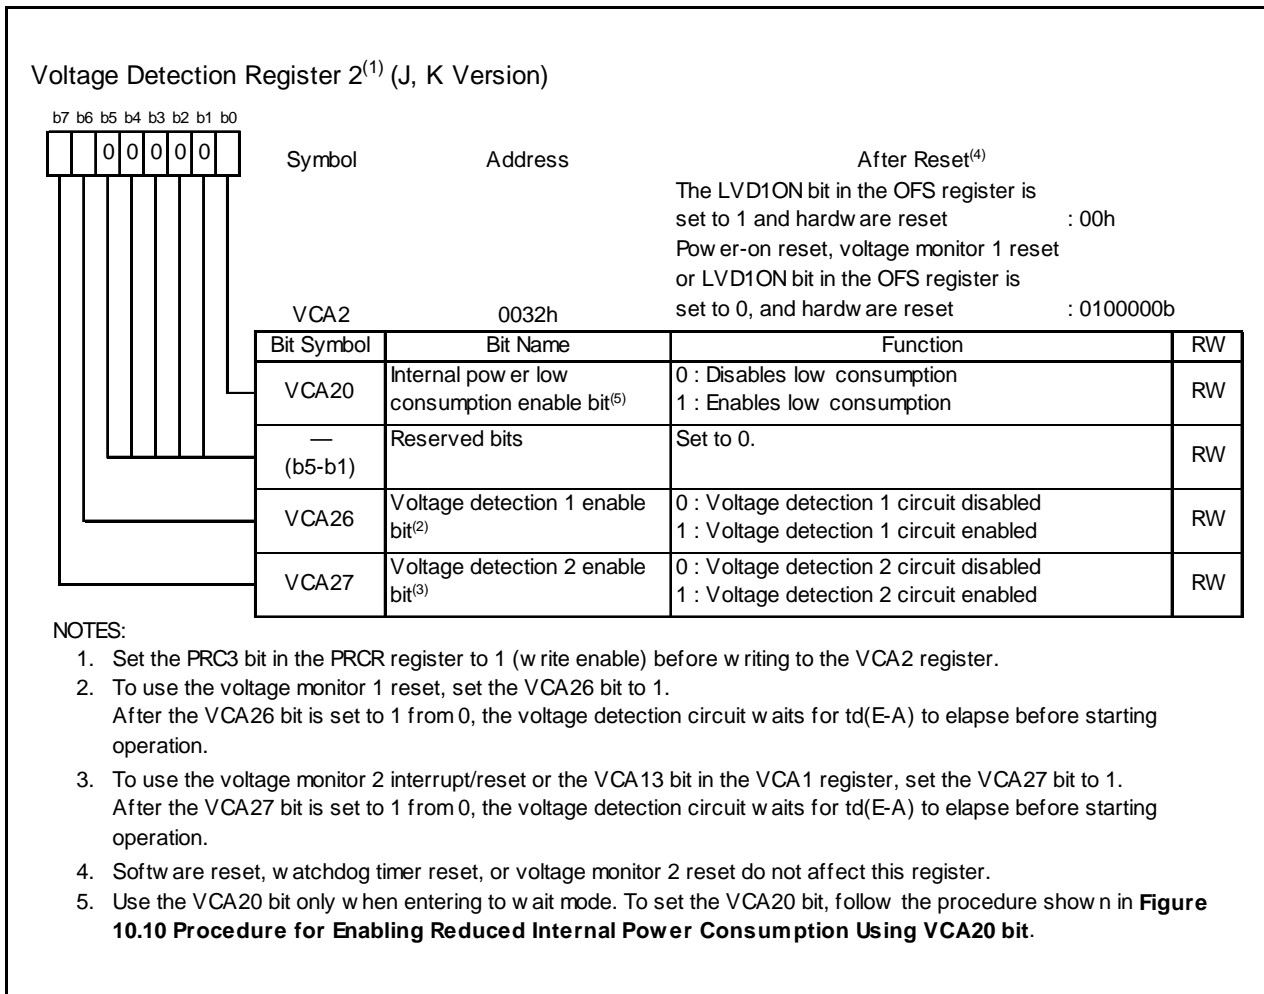 Voltage Detection Register 2(1) (J, K Version)
b7 b6 b5 b4 b3 b2 b1 b0
0 0 0 0 0
Symbol Address After Reset(4)
The LVD1ON bit in the OFS register is
set to 1 and hardware reset : 00h
Power-on reset, voltage monitor 1 reset
or LVD1ON bit in the OFS register is
VCA2 0032h set to 0, and hardware reset : 0100000b
Bit Symbol Bit Name Function RW
VCA20 Internal power low consumption enable bit(5) 0 : Disables low consumption RW
1 : Enables low consumption
— (b5-b1) Reserved bits Set to 0. RW
VCA26 Voltage detection 1 enable bit(2) 0 : Voltage detection 1 circuit disabled RW
1 : Voltage detection 1 circuit enabled
VCA27 Voltage detection 2 enable bit(3) 0 : Voltage detection 2 circuit disabled RW
1 : Voltage detection 2 circuit enabled
NOTES:
1. Set the PRC3 bit in the PRCR register to 1 (write enable) before writing to the VCA2 register.
2. To use the voltage monitor 1 reset, set the VCA26 bit to 1.
After the VCA26 bit is set to 1 from 0, the voltage detection circuit waits for td(E-A) to elapse before starting
operation.
3. To use the voltage monitor 2 interrupt/reset or the VCA13 bit in the VCA1 register, set the VCA27 bit to 1.
After the VCA27 bit is set to 1 from 0, the voltage detection circuit waits for td(E-A) to elapse before starting
operation.
4. Software reset, watchdog timer reset, or voltage monitor 2 reset do not affect this register.
5. Use the VCA20 bit only when entering to wait mode. To set the VCA20 bit, follow the procedure shown in Figure
10.10 Procedure for Enabling Reduced Internal Power Consumption Using VCA20 bit.